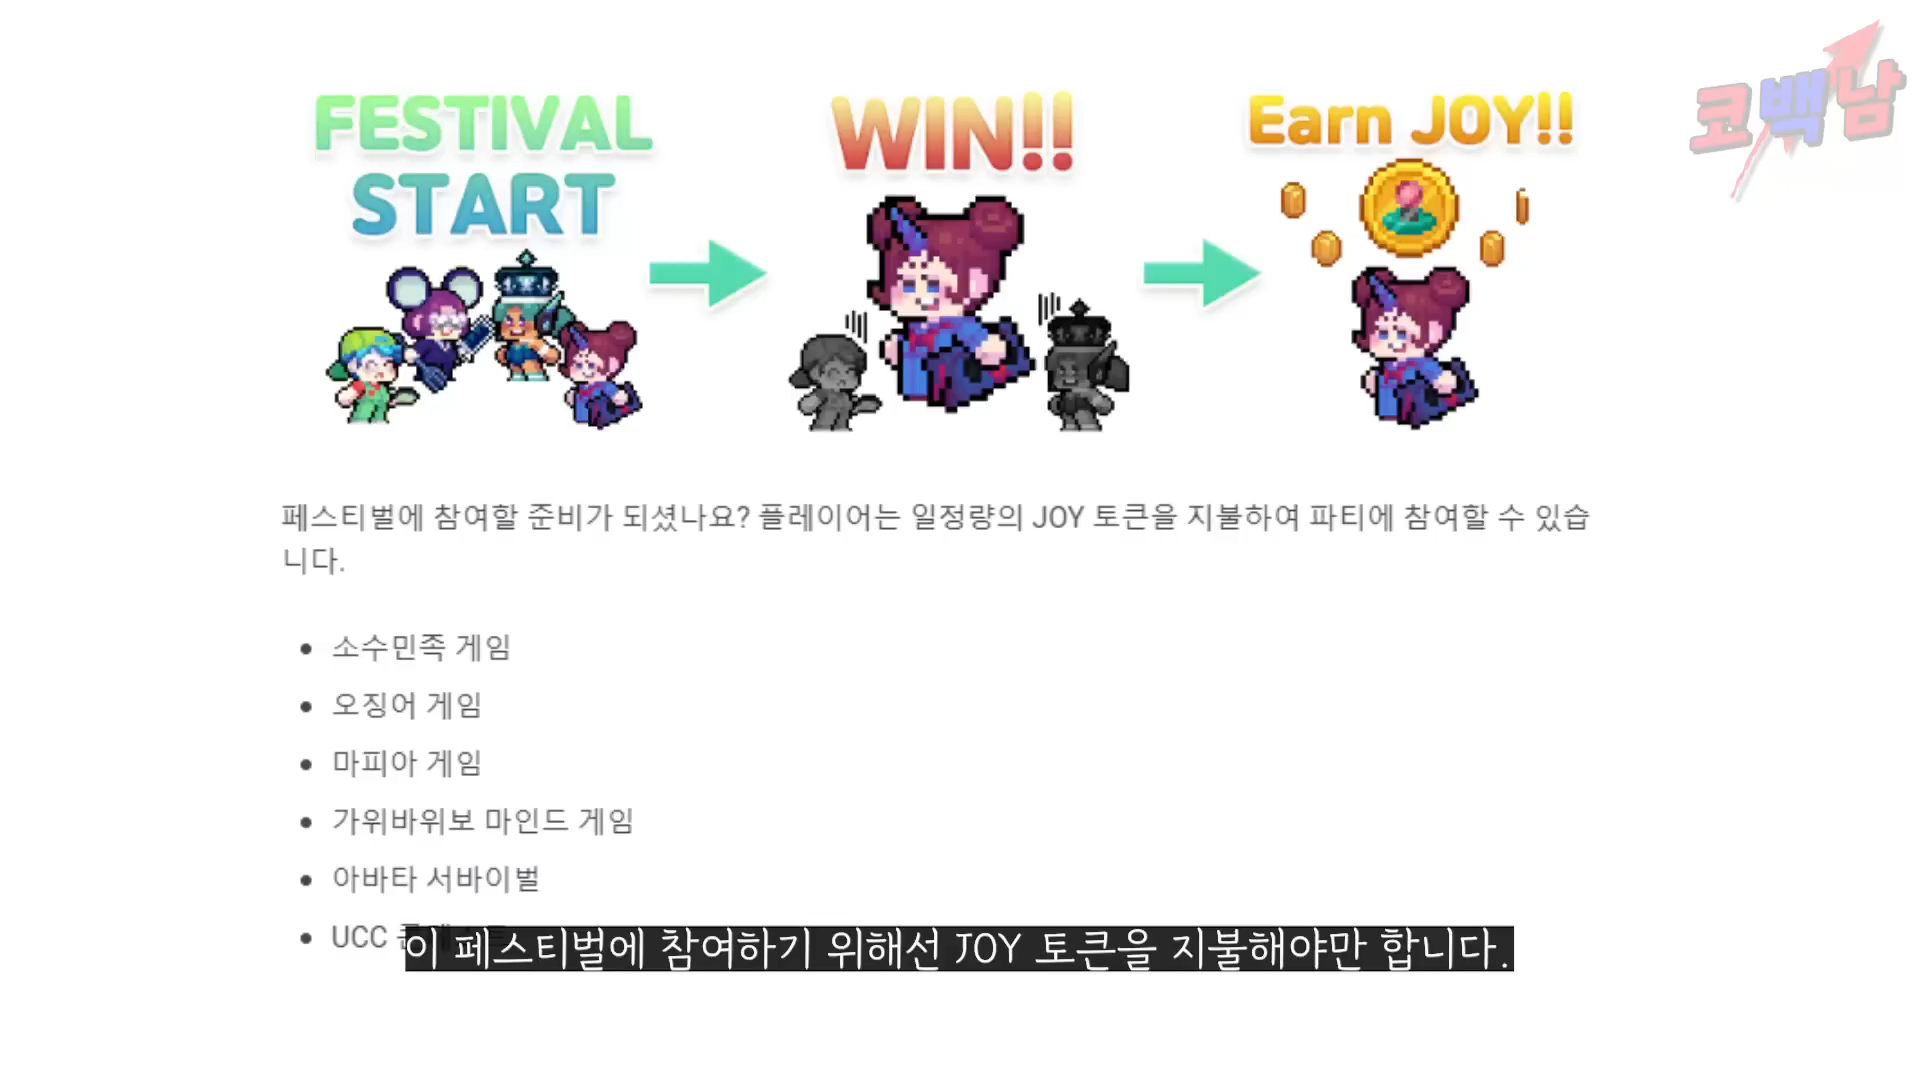 FESTIVAL
START
WIN!!
Earn JOY!!
코백남
페스티벌에 참여할 준비가 되셨나요? 플레이어는 일정량의 JOY 토큰을 지불하여 파티에 참여할 수 있습
니다.
소수민족 게임
오징어 게임
마피아 게임
가위바위보 마인드 게임
아바타 서바이벌
UCC
이 페스티벌에 참여하기 위해선 JOY 토큰을 지불해야만 합니다.